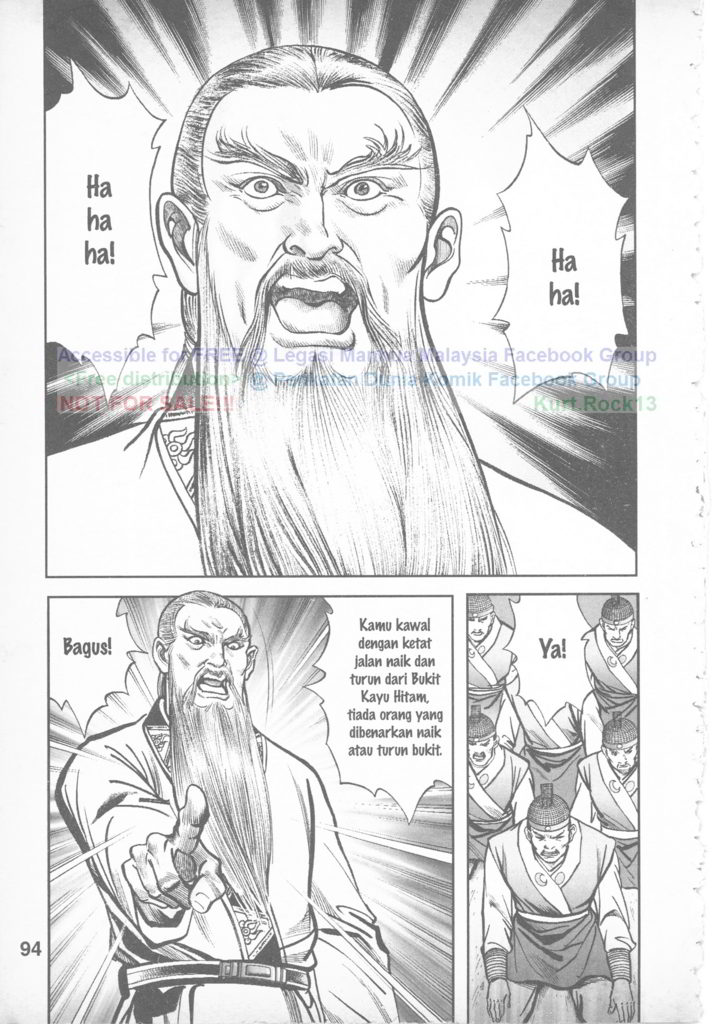 Ha
ha
ha!
Ha
ha!
Accessible for FREE @ Legasi Mampus Malaysia Facebook Group
<Free distribution> @ Dunia Komik Facebook Group
NOT FOR SALE!!
Kurt.Rock13
Bagus!
Kamu kawal
dengan ketat
jalan naik dan
turun dari Bukit
Kayu Hitam,
tiada orang yang
dibenarkan naik
atau turun bukit.
Ya!
94